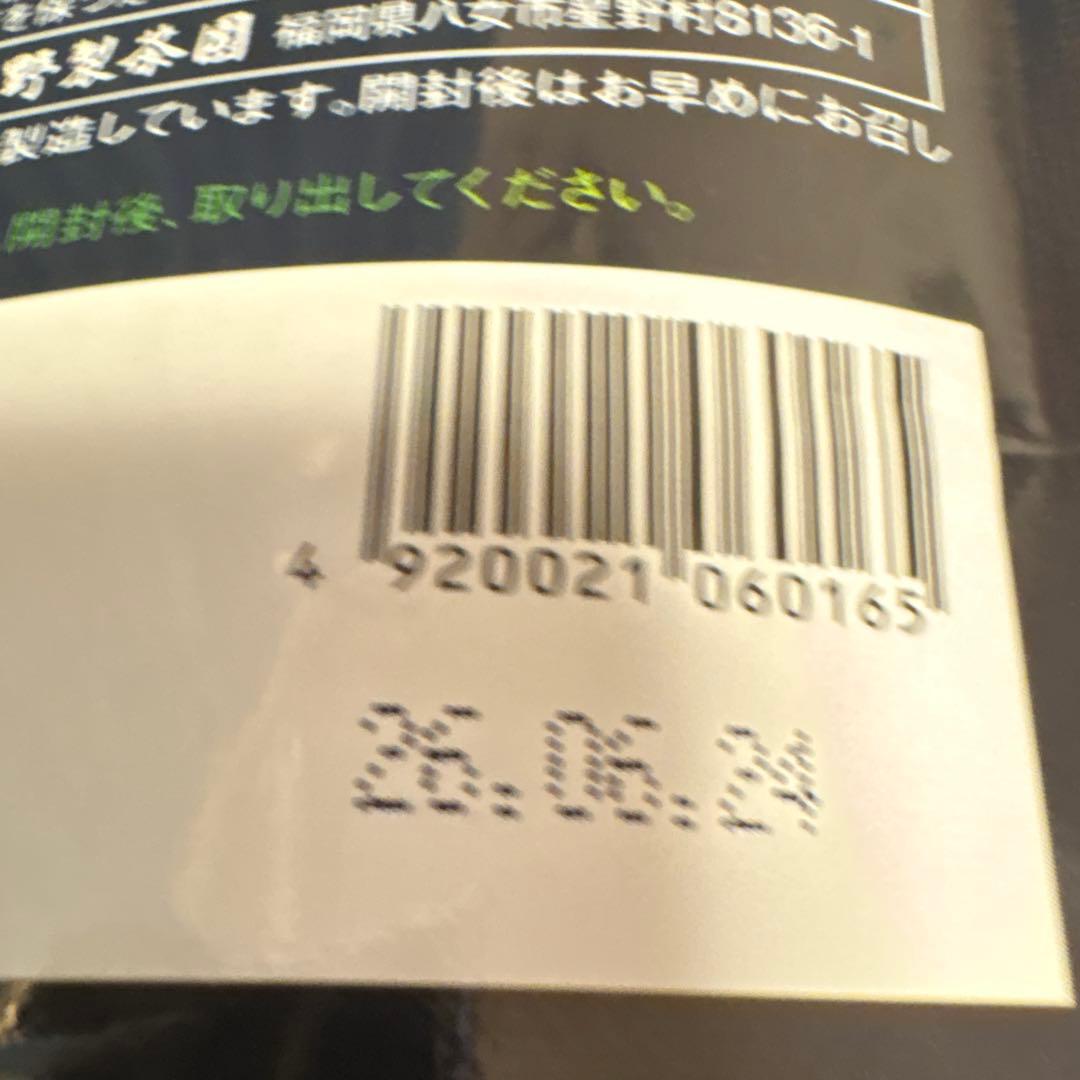 野製茶園 福岡県八女市星野村8136-1
製造しています。開封後はお早めにお召し
開封後、取り出してください。
4 920021 060165
26.06.24